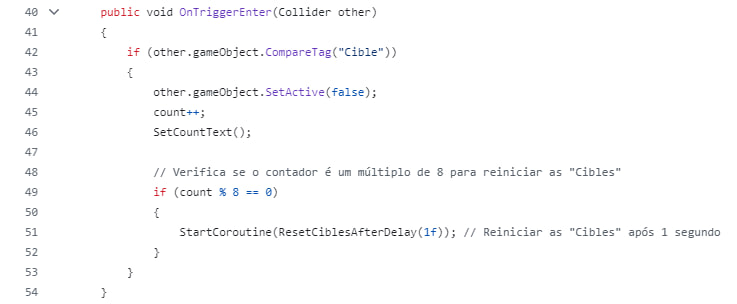 40 public void OnTriggerEnter(Collider other)
41 {
42 if (other.gameObject.CompareTag("Cible"))
43 {
44 other.gameObject.SetActive(false);
45 count++;
46 SetCountText();
47
48 // Verifica se o contador é um múltiplo de 8 para reiniciar as "Cibles"
49 if (count % 8 == 0)
50 {
51 StartCoroutine(ResetCiblesAfterDelay(1f)); // Reiniciar as "Cibles" após 1 segundo
52 }
53 }
54 }